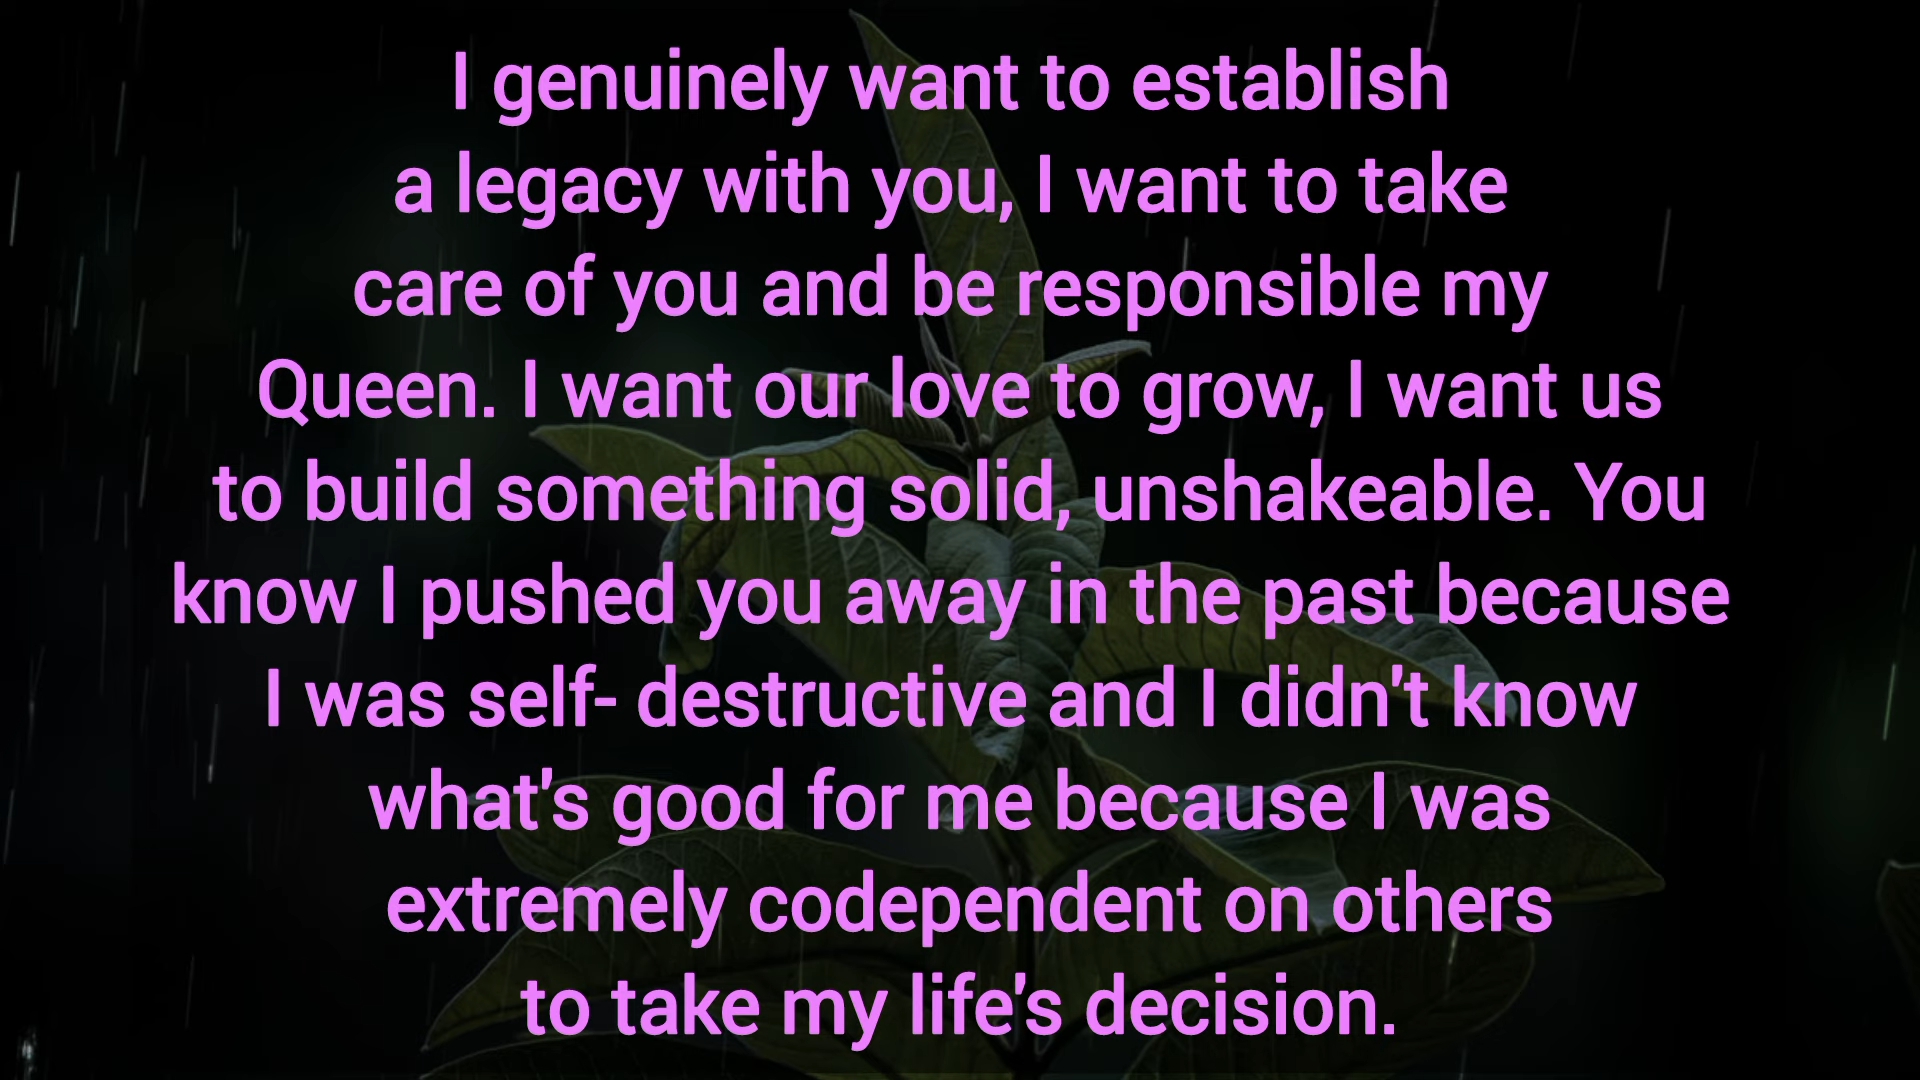 I genuinely want to establish
a legacy with you, I want to take
care of you and be responsible my
Queen. I want our love to grow, I want us
to build something solid, unshakeable. You
know I pushed you away in the past because
I was self- destructive and I didn't know
what's good for me because I was
extremely codependent on others
to take my life's decision.